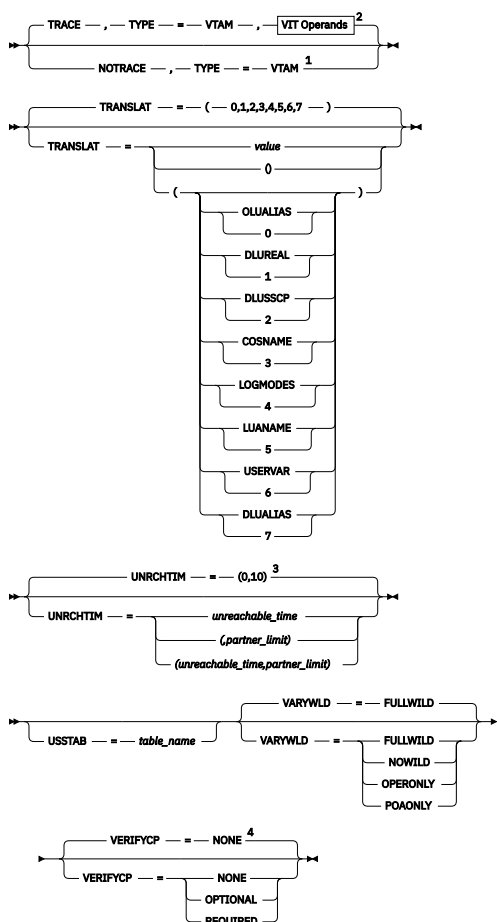 TRACE , TYPE = VTAM , VIT Operands 2
NOTRACE , TYPE = VTAM 1
TRANSLAT = ( 0,1,2,3,4,5,6,7 )
TRANSLAT = value
()
( )
OLUALIAS
0
DLUREAL
1
DLUSSCP
2
COSNAME
3
LOGMODES
4
LUANAME
5
USERVAR
6
DLUALIAS
7
UNRCHTIM = (0,10) 3
UNRCHTIM = unreachable_time
(,partner_limit)
(unreachable_time,partner_limit)
USSTAB = table_name
VARYWLD = FULLWILD
VARYWLD = FULLWILD
NOWILD
OPERONLY
POAONLY
VERIFYCP = NONE 4
VERIFYCP = NONE
OPTIONAL
REQUIRED